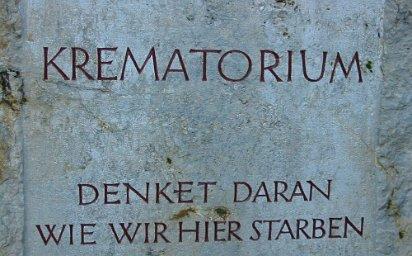 KREMATORIUM
DENKET DARAN
WIE WIR HIER STARBEN